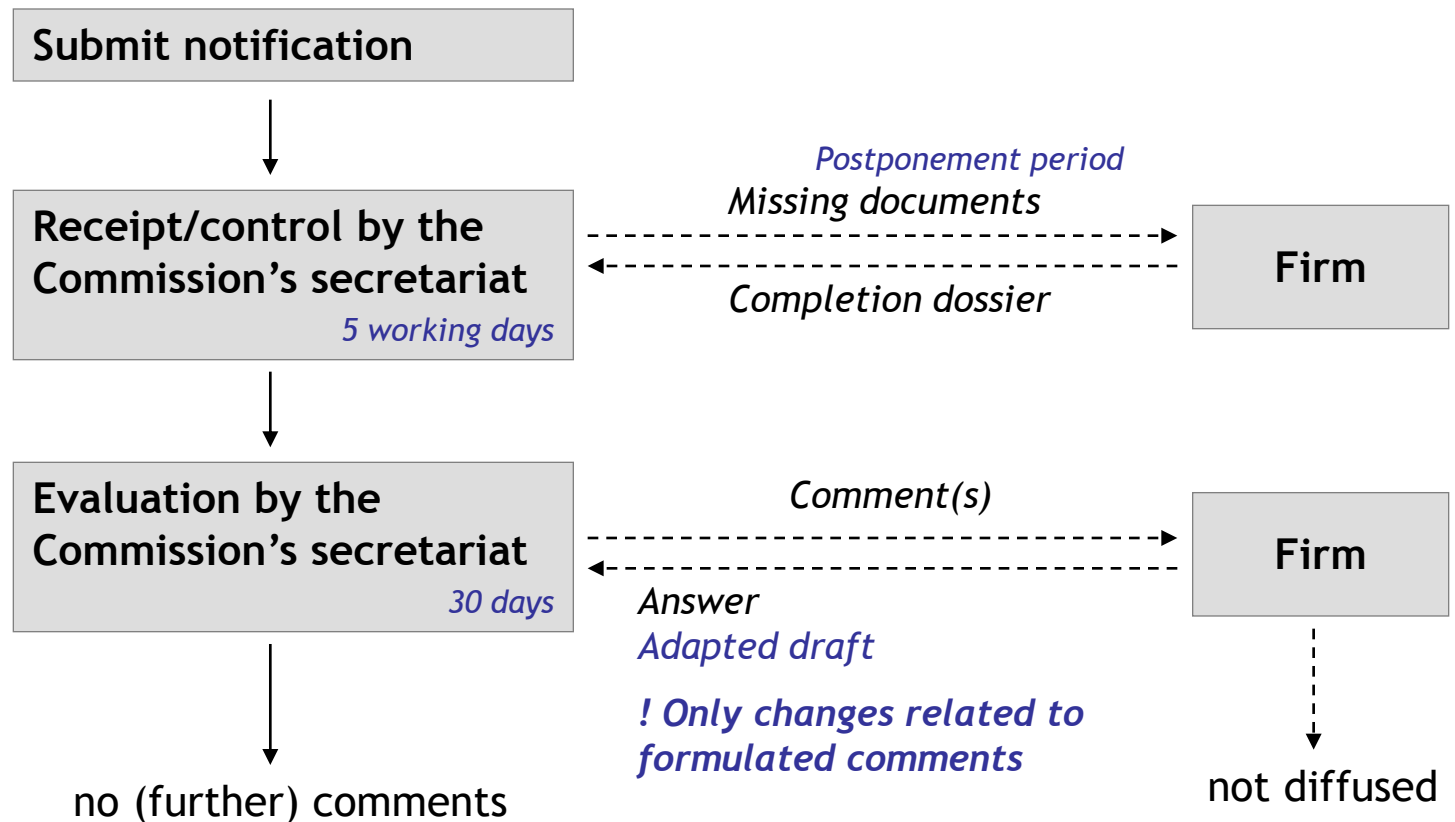 Submit notification
Postponement period
Missing documents
Receipt/control by the
Commission’s secretariat
5 working days
Firm
Completion dossier
Evaluation by the
Commission’s secretariat
30 days
Comment(s)
Firm
Answer
Adapted draft
! Only changes related to
formulated comments
no (further) comments
not diffused